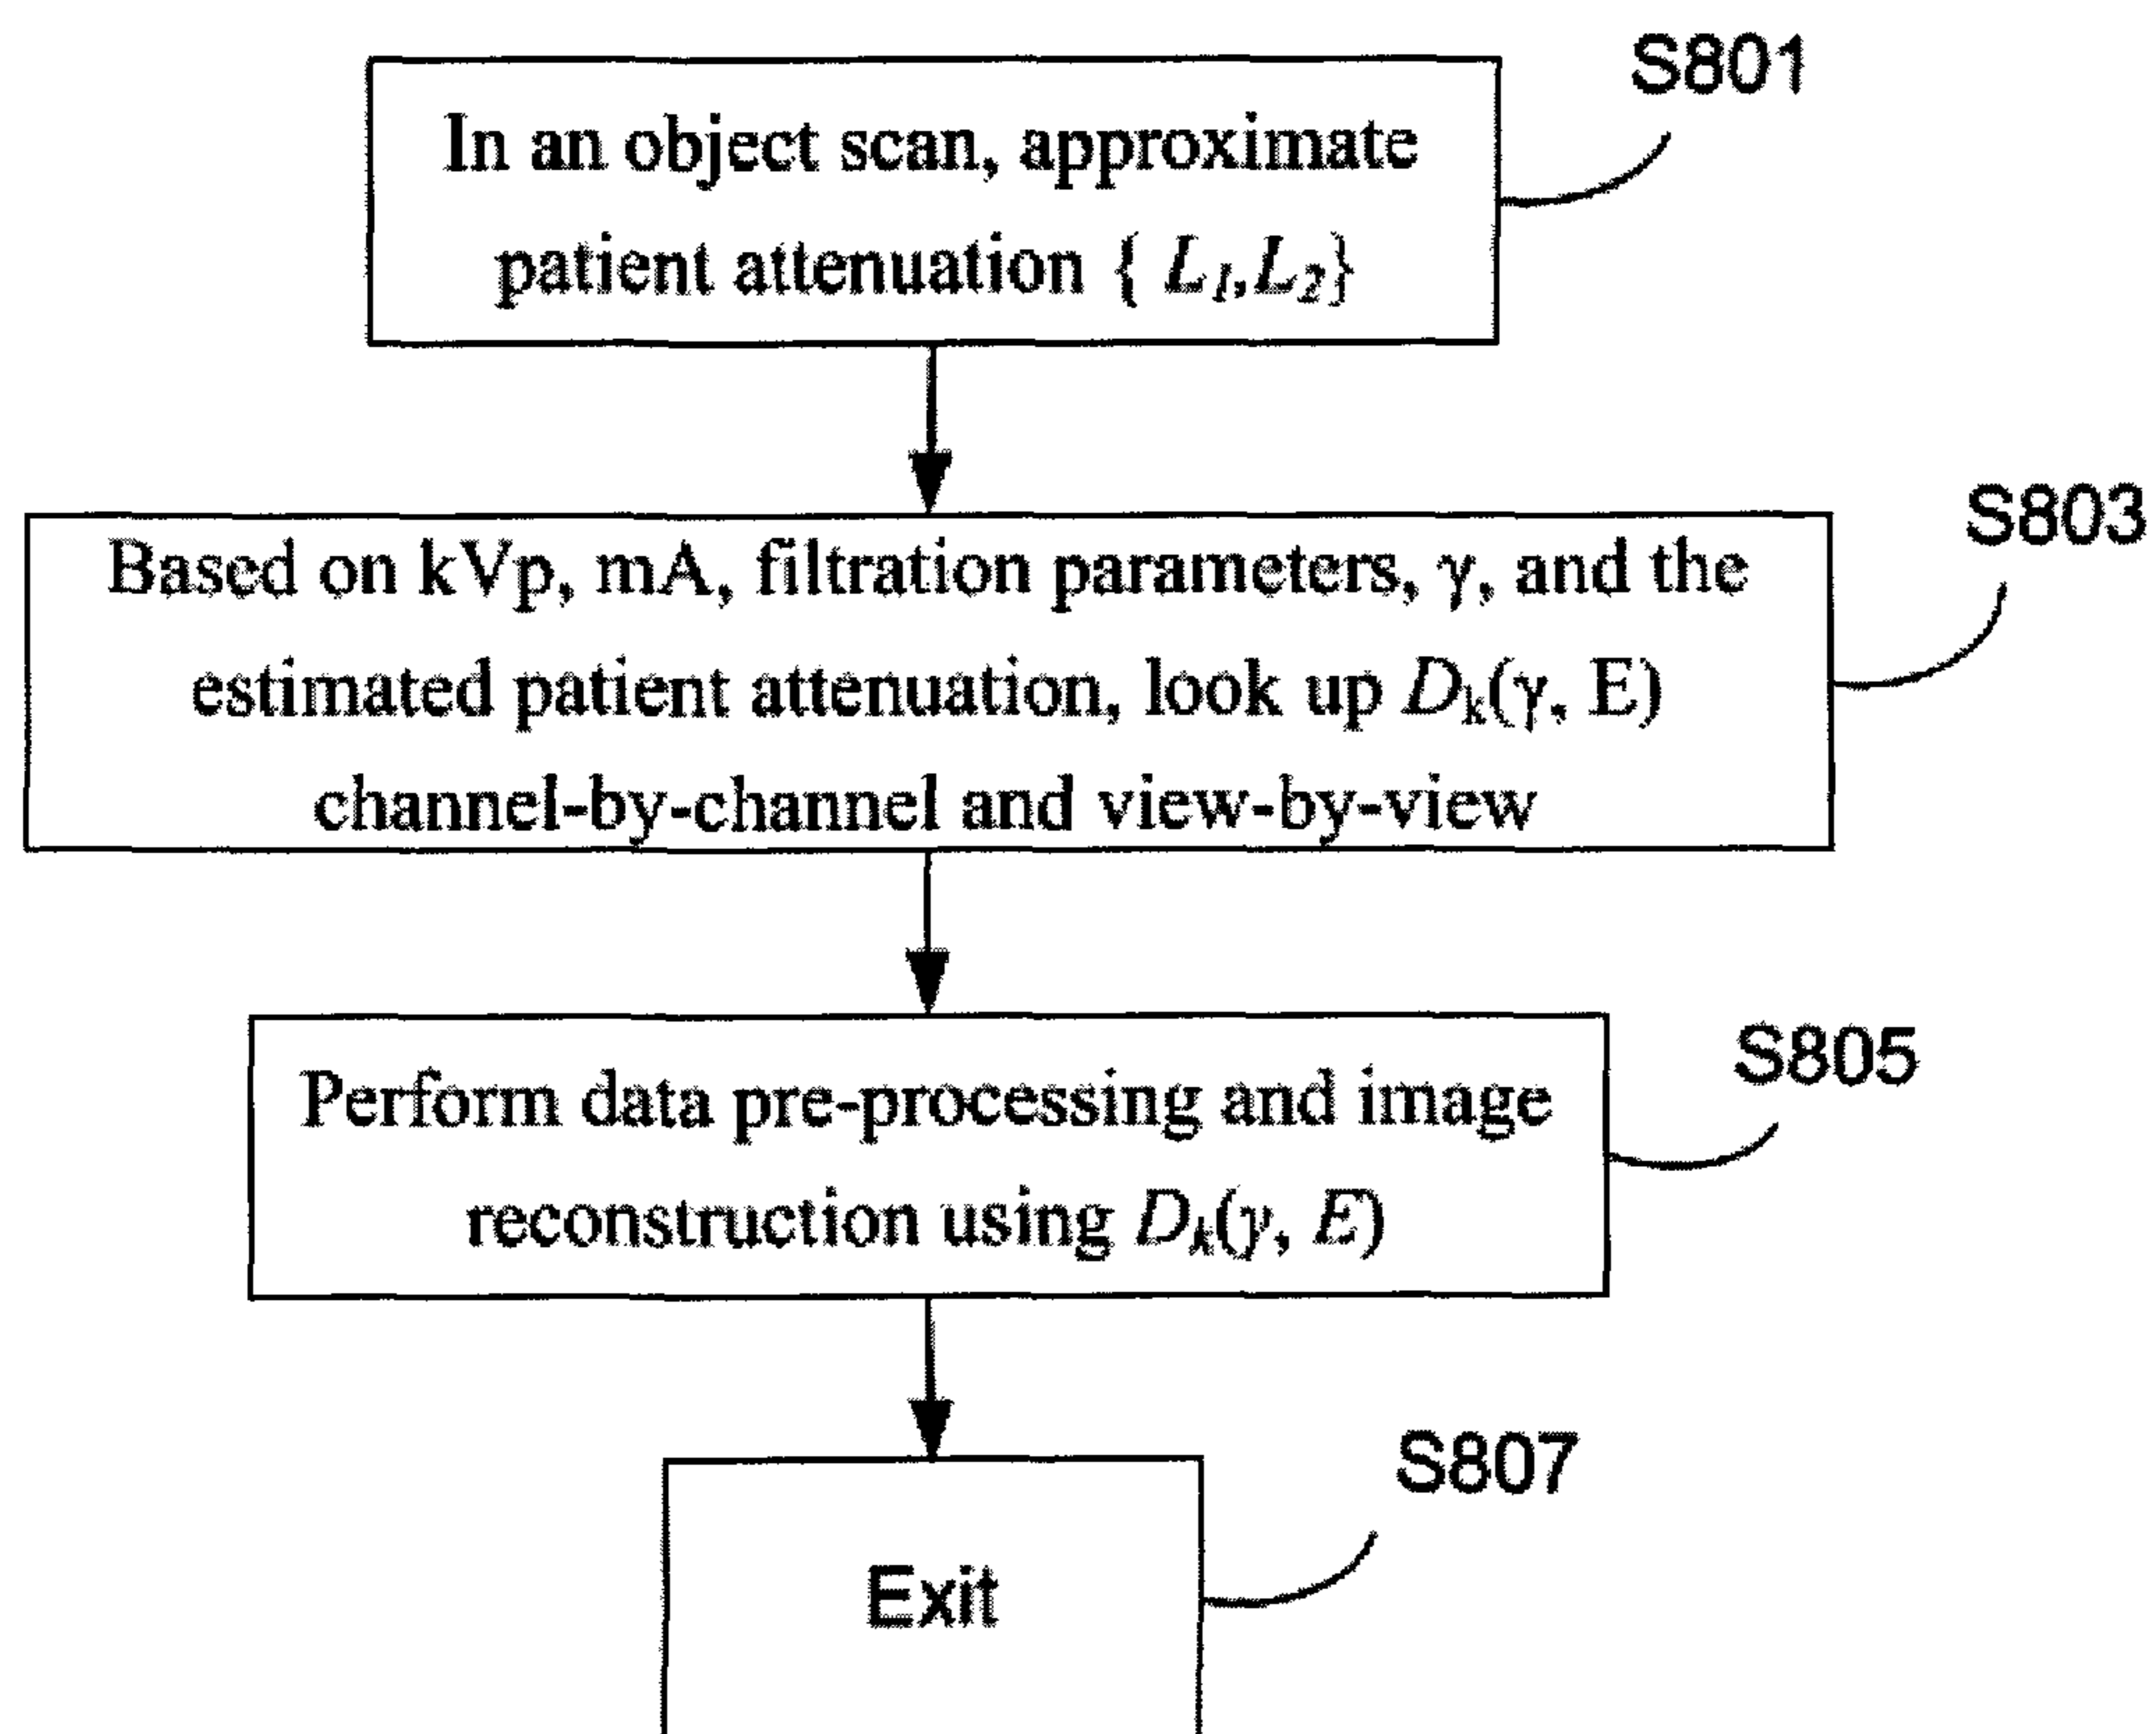 S801
In an object scan, approximate
patient attenuation { L₁,L₂}
S803
Based on kVp, mA, filtration parameters, γ, and the
estimated patient attenuation, look up Dₖ(γ, E)
channel-by-channel and view-by-view
S805
Perform data pre-processing and image
reconstruction using Dₖ(γ, E)
S807
Exit